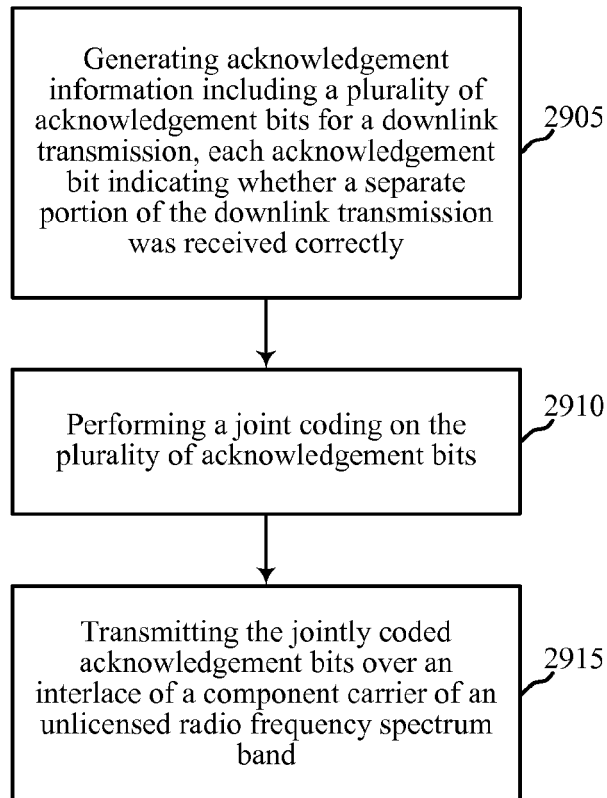 Generating acknowledgement
information including a plurality of
acknowledgement bits for a downlink
transmission, each acknowledgement
bit indicating whether a separate
portion of the downlink transmission
was received correctly
2905
Performing a joint coding on the
plurality of acknowledgement bits
2910
Transmitting the jointly coded
acknowledgement bits over an
interlace of a component carrier of an
unlicensed radio frequency spectrum
band
2915